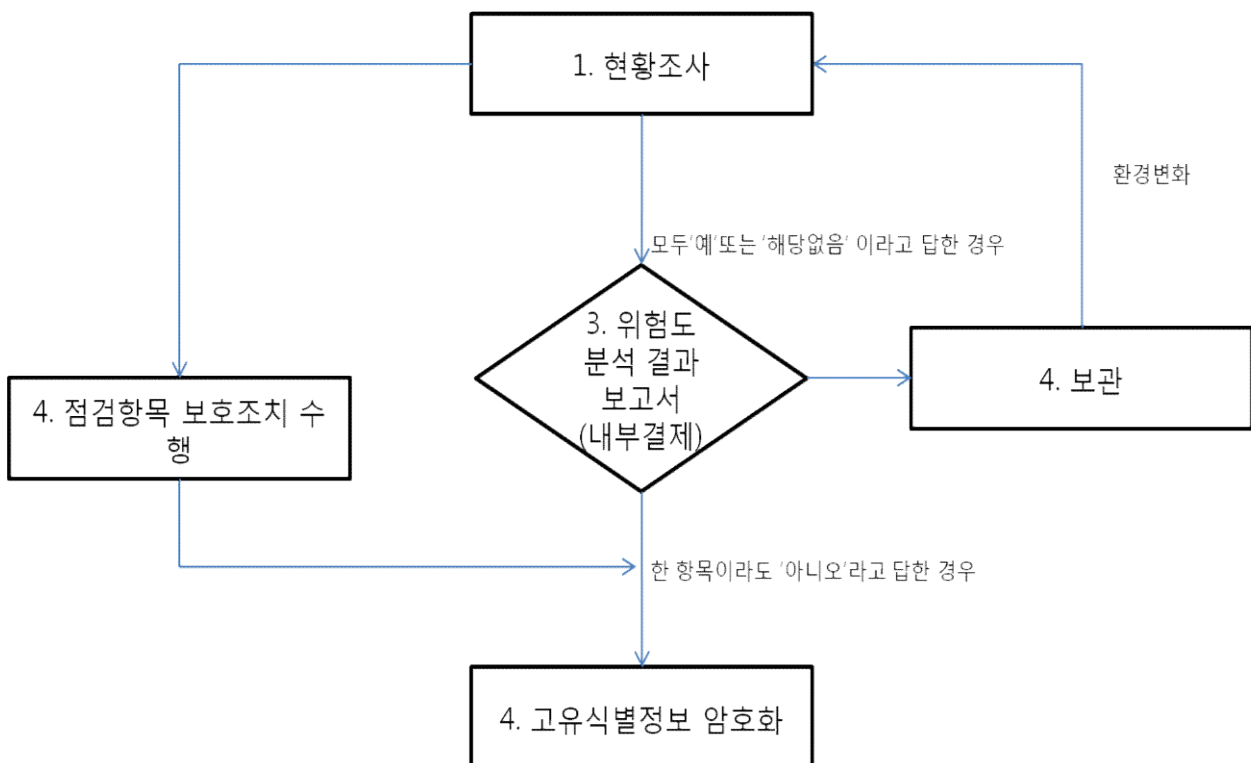 1. 현황조사
환경변화
모두'예'또는 '해당없음' 이라고 답한 경우
3. 위험도
분석 결과
보고서
(내부결제)
4. 보관
4. 점검항목 보호조치 수
행
한 항목이라도 '아니오'라고 답한 경우
4. 고유식별정보 암호화